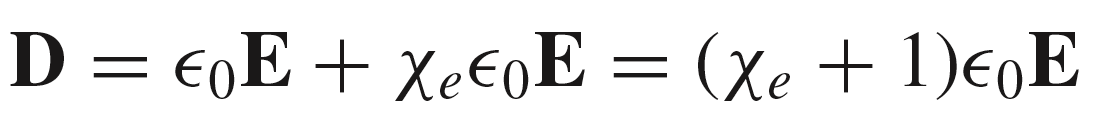 𝐃 = ϵ₀𝐄 + χₑϵ₀𝐄 = (χₑ + 1)ϵ₀𝐄